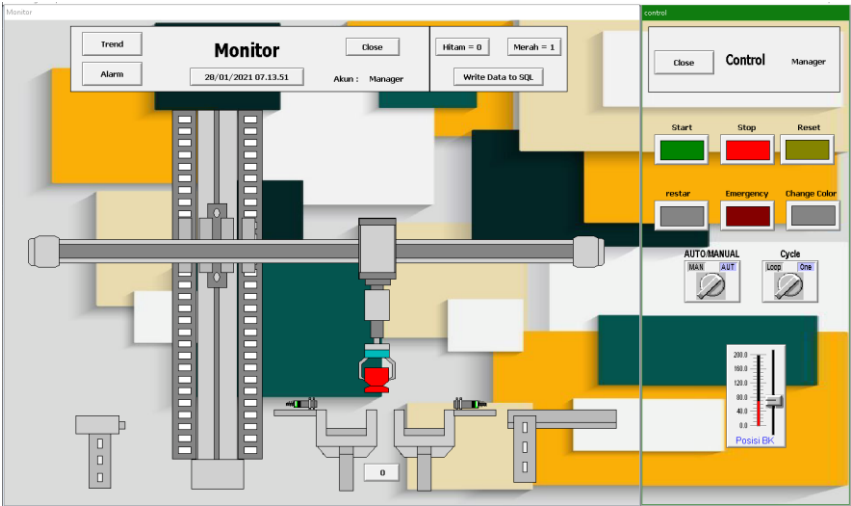 Monitor
control
Trend
Monitor
Close
Hitam = 0
Merah = 1
Alarm
28/01/2021 07.13.51
Akun : Manager
Write Data to SQL
Close
Control
Manager
Start
Stop
Reset
restar
Emergency
Change Color
AUTO/MANUAL
Cycle
MAN
AUT
Loop
One
200.0
160.0
120.0
80.0
40.0
0.0
Posisi BK
0